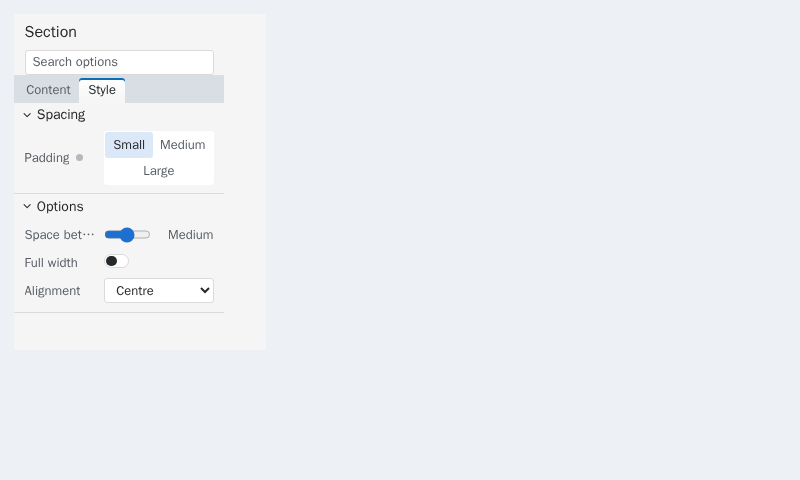 Section
Search options
Content Style
Spacing
Padding Small Medium
Large
Options
Space bet··· Medium
Full width
Alignment Centre